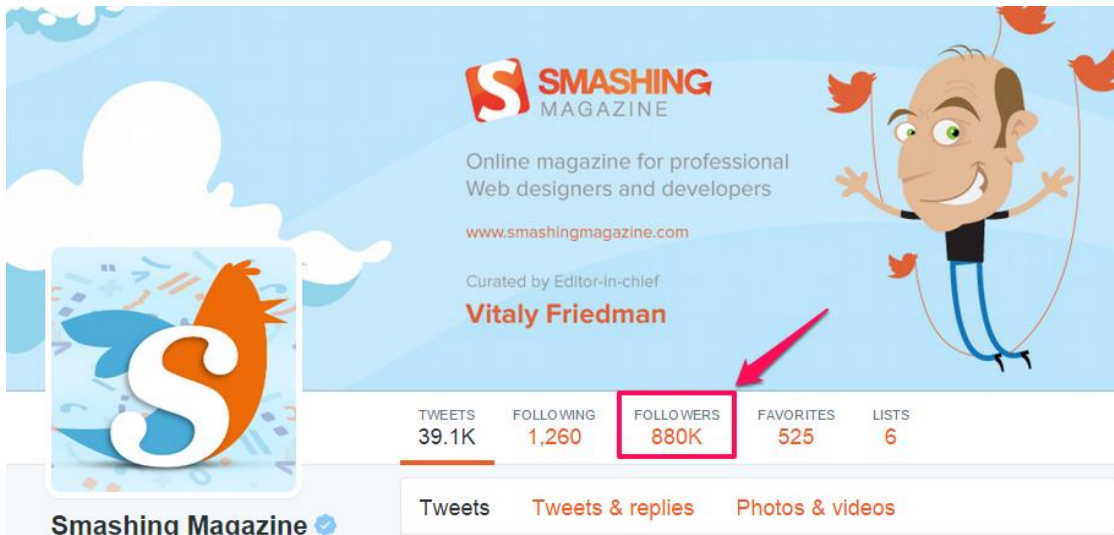 SMASHING
MAGAZINE
Online magazine for professional
Web designers and developers
www.smashingmagazine.com
Curated by Editor-in-chief
Vitaly Friedman
S
TWEETS FOLLOWING FOLLOWERS FAVORITES LISTS
39.1K 1,260 880K 525 6
Tweets Tweets & replies Photos & videos
Smashing Magazine